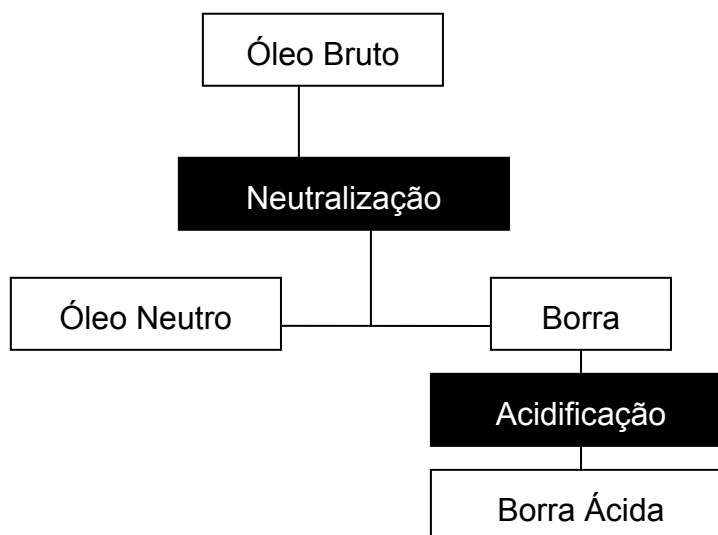 Óleo Bruto
Neutralização
Óleo Neutro
Borra
Acidificação
Borra Ácida